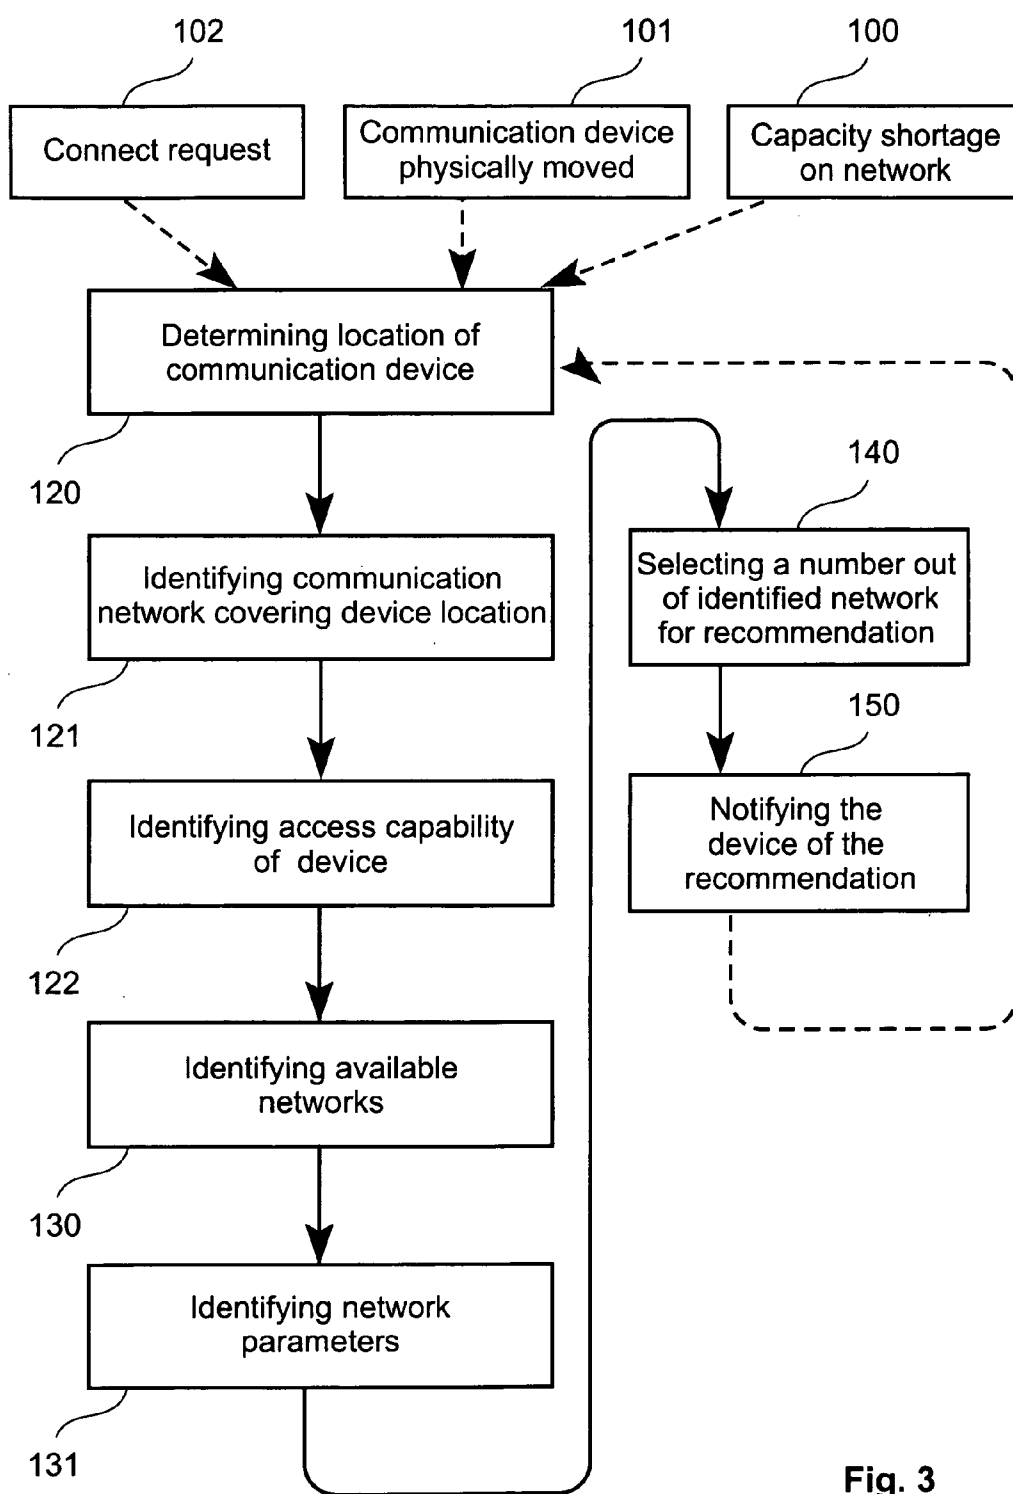 102
101
100
Connect request
Communication device
physically moved
Capacity shortage
on network
Determining location of
communication device
120
140
Identifying communication
network covering device location
121
Selecting a number out
of identified network
for recommendation
150
Identifying access capability
of device
122
Notifying the
device of the
recommendation
Identifying available
networks
130
Identifying network
parameters
131
Fig. 3